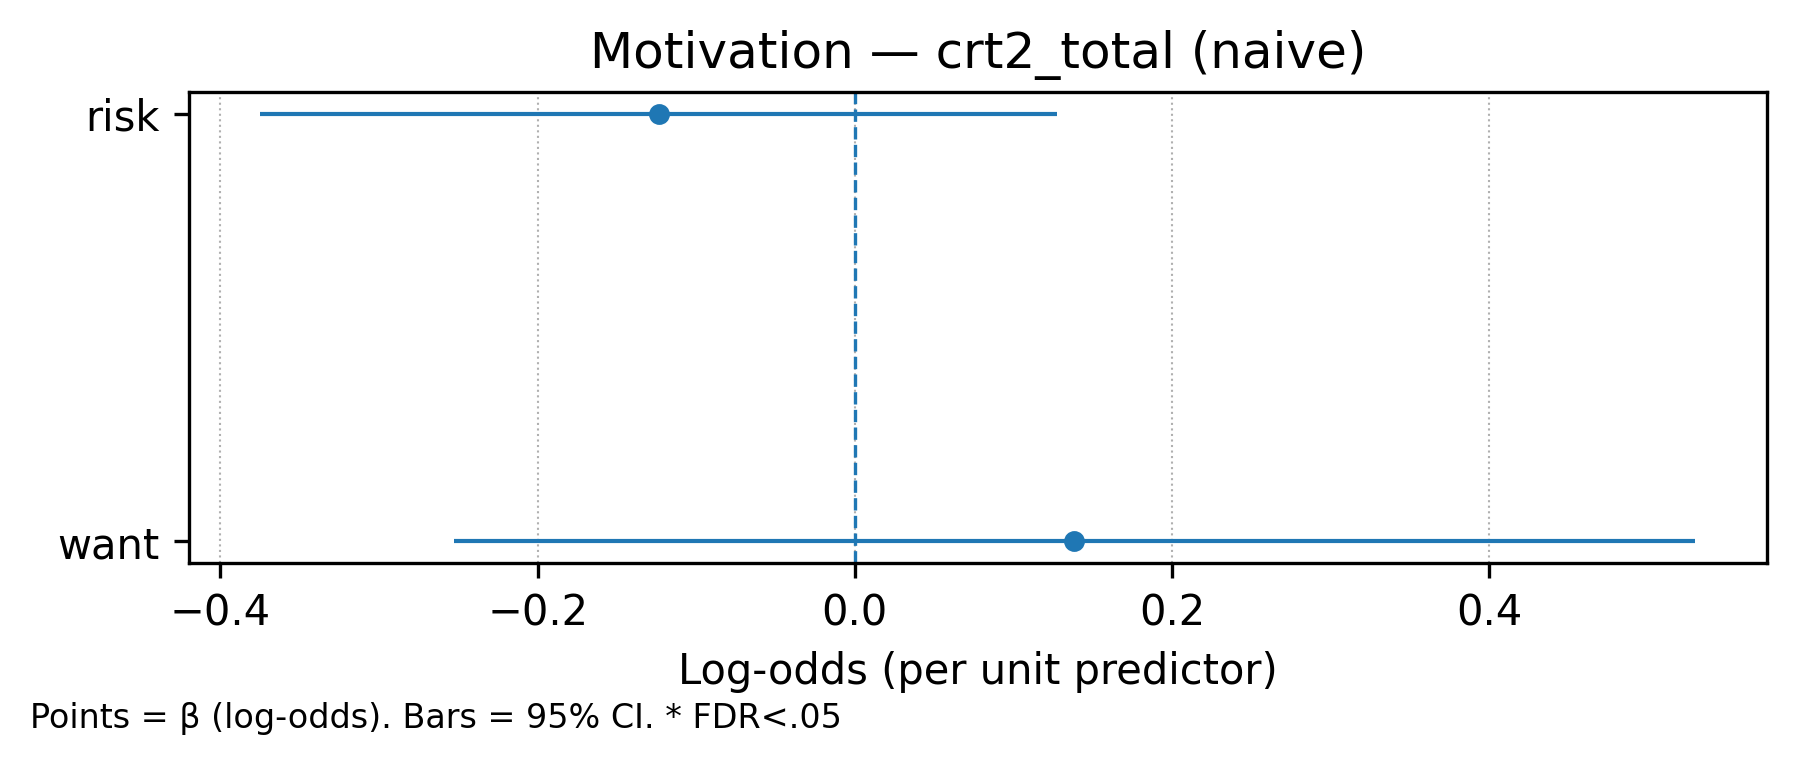 Motivation — crt2_total (naive)
risk
want
−0.4
−0.2
0.0
0.2
0.4
Log-odds (per unit predictor)
Points = β (log-odds). Bars = 95% CI. * FDR<.05